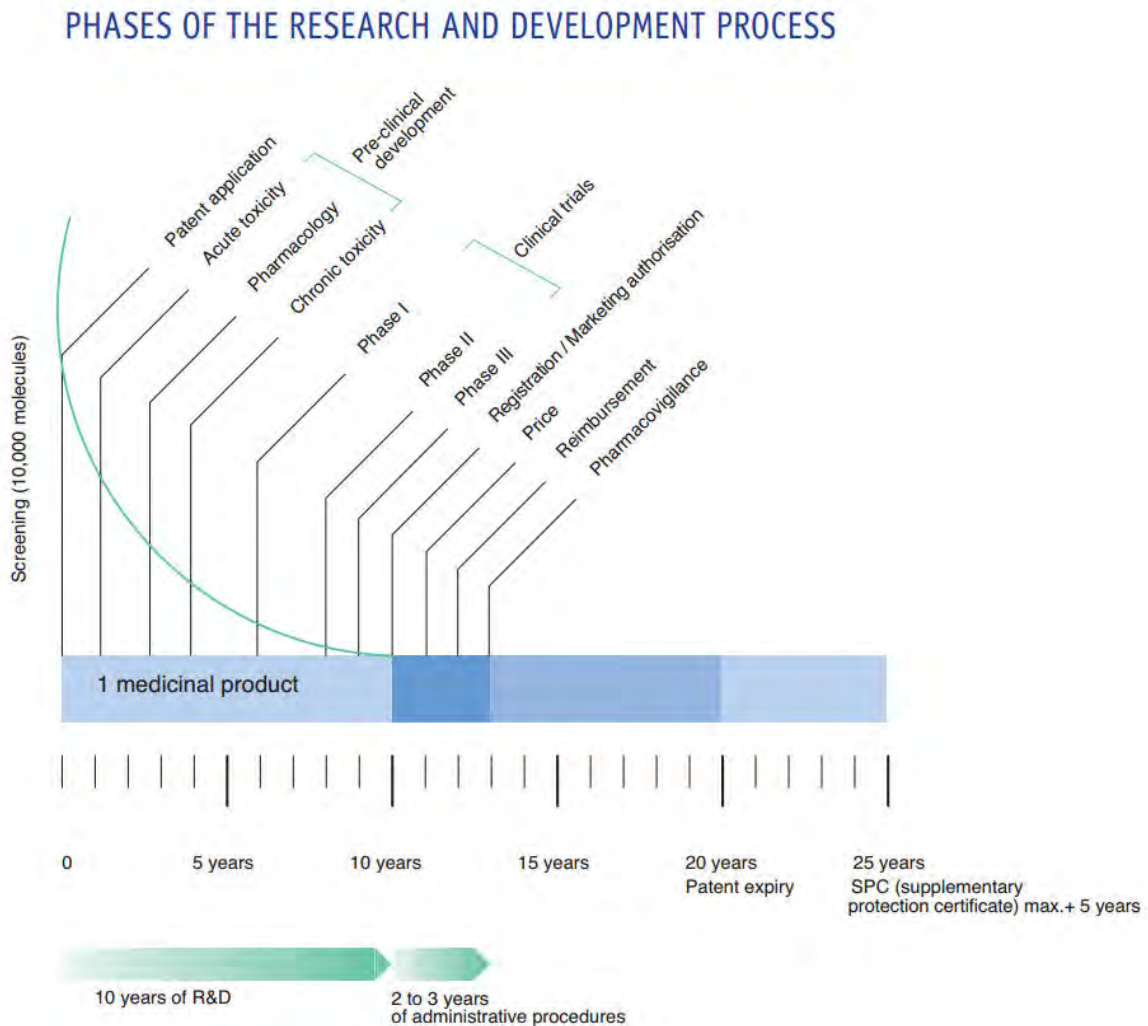 PHASES OF THE RESEARCH AND DEVELOPMENT PROCESS
Patent application
Acute toxicity
Pharmacology
Chronic toxicity
Pre-clinical
development
Phase I
Phase II
Phase III
Clinical trials
Registration / Marketing authorisation
Price
Reimbursement
Pharmacovigilance
Screening (10,000 molecules)
1 medicinal product
0
5 years
10 years
15 years
20 years
Patent expiry
25 years
SPC (supplementary
protection certificate) max.+ 5 years
10 years of R&D
2 to 3 years
of administrative procedures